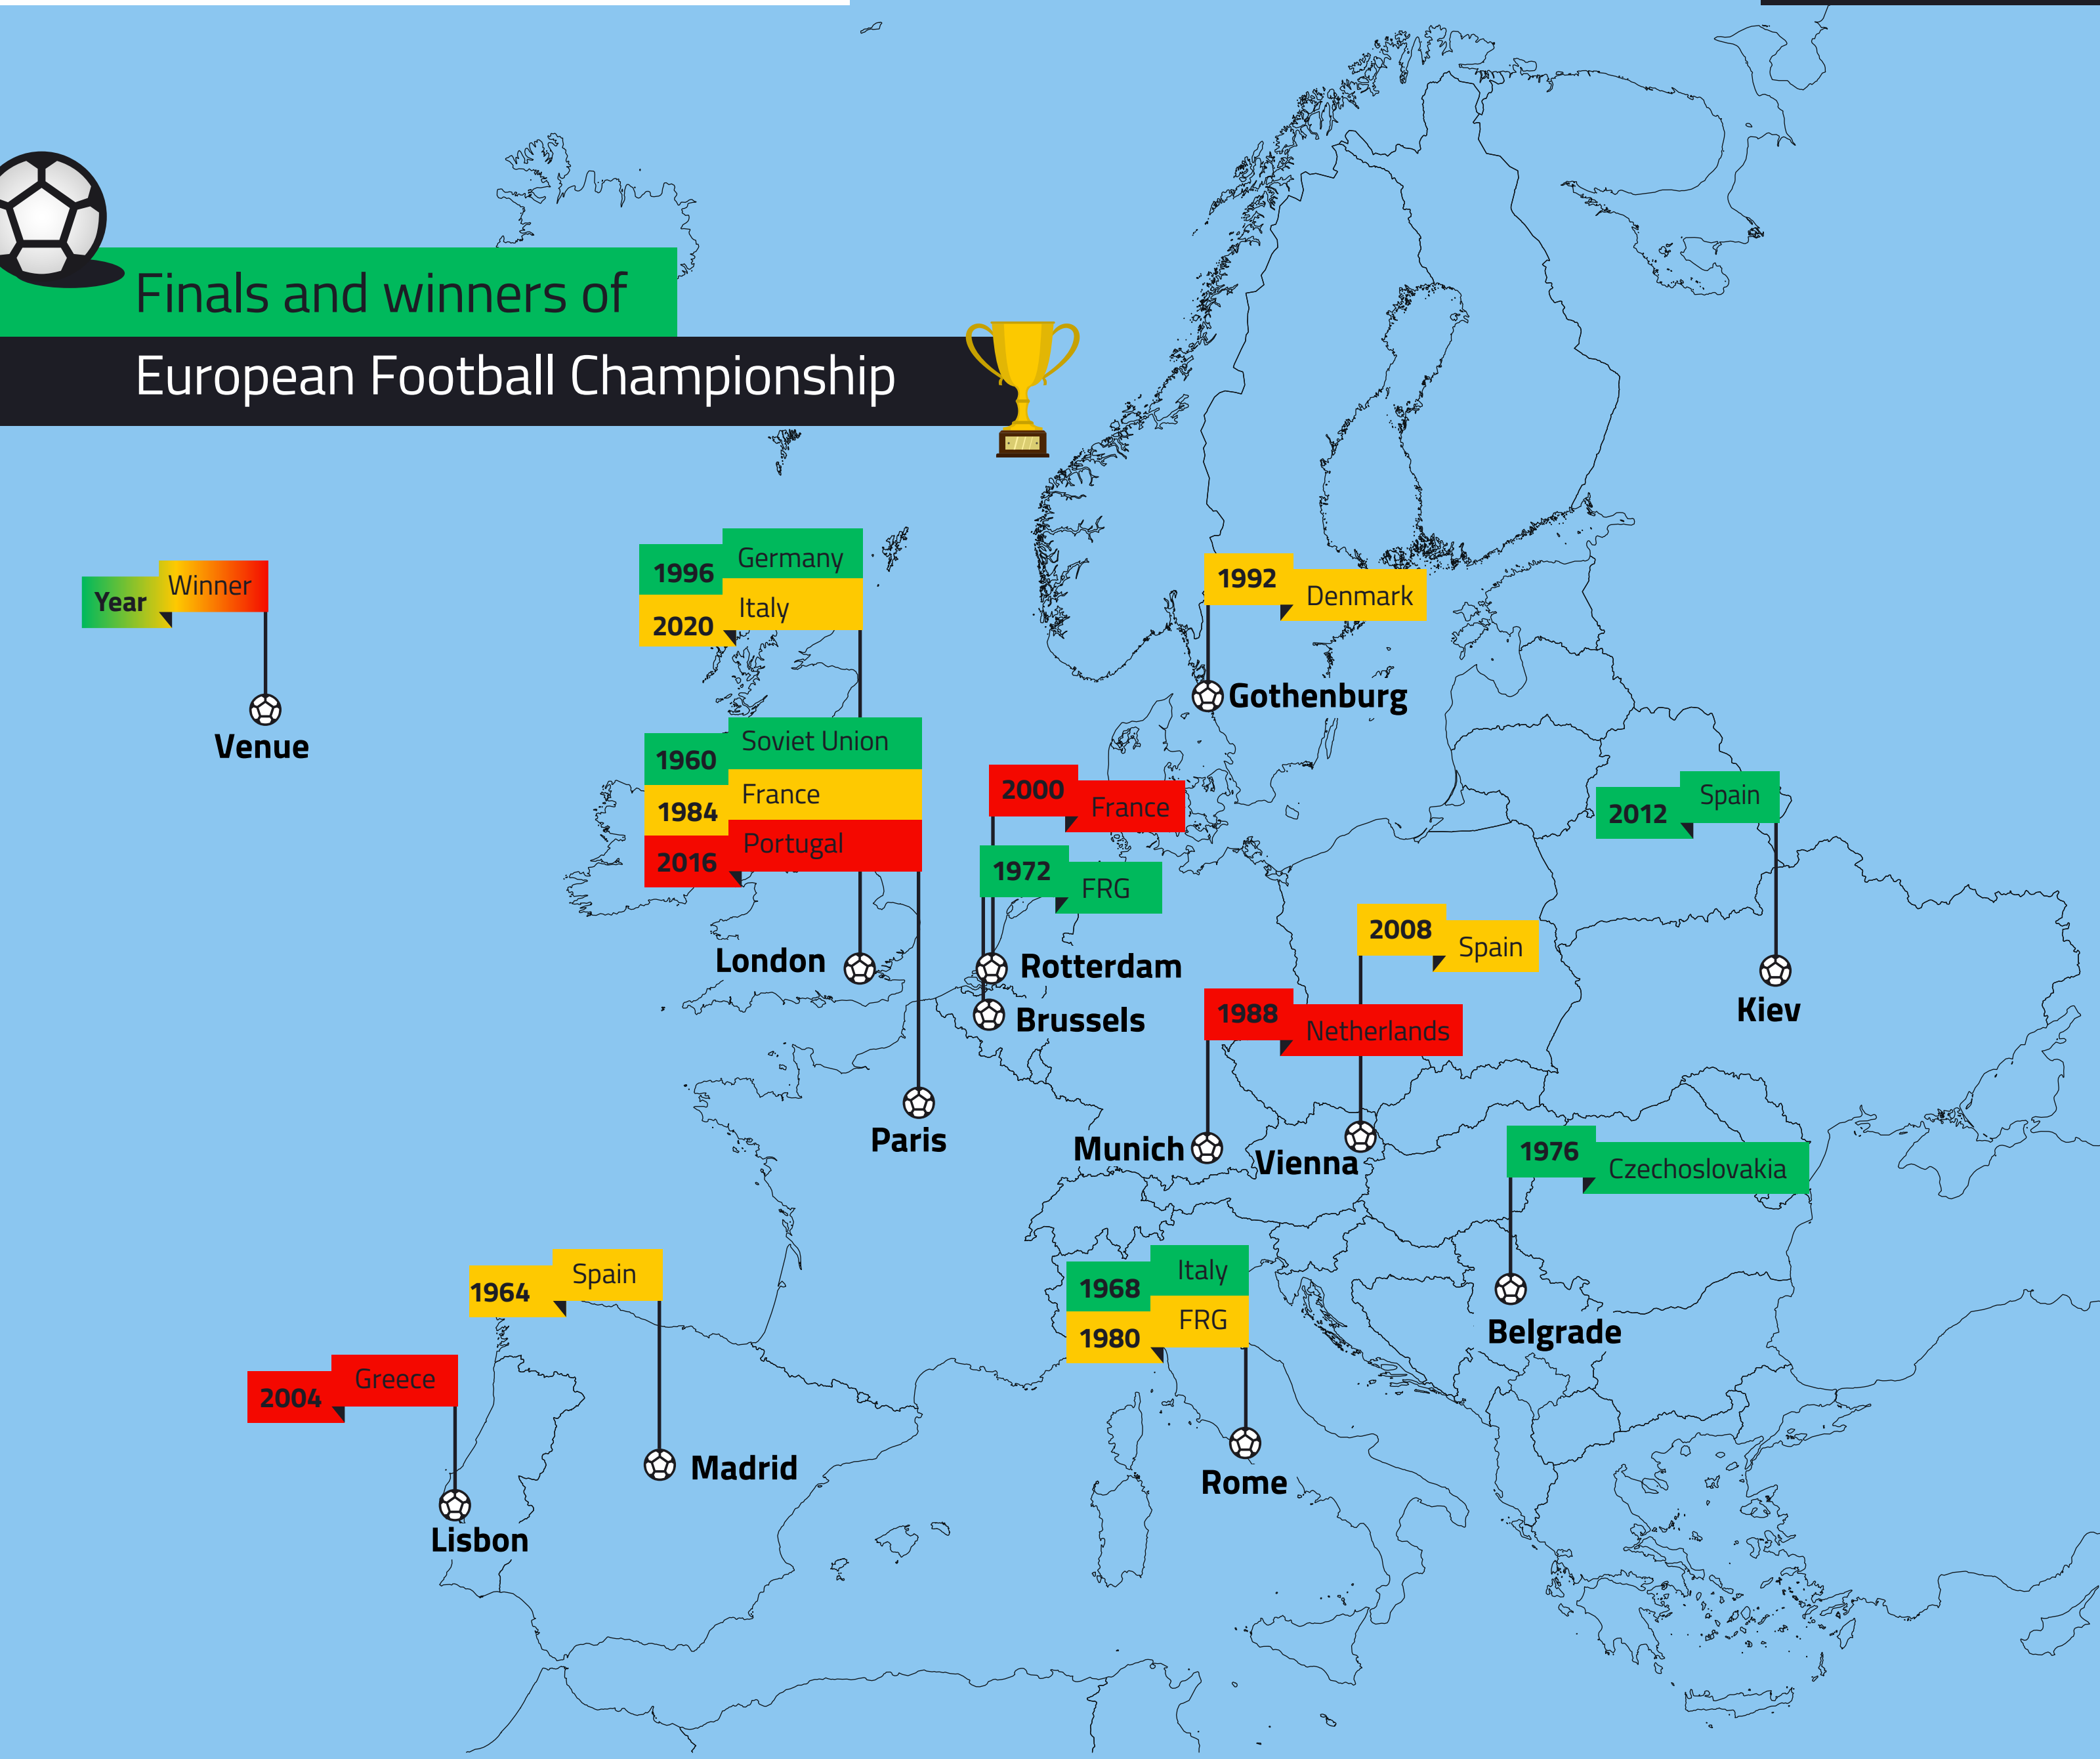 Finals and winners of
European Football Championship
Year Winner
Venue
1996 Germany
2020 Italy
London
1960 Soviet Union
1984 France
2016 Portugal
Paris
1992 Denmark
Gothenburg
2000 France
Rotterdam
1972 FRG
Brussels
2012 Spain
Kiev
2008 Spain
Vienna
1988 Netherlands
Munich
1976 Czechoslovakia
Belgrade
1964 Spain
Madrid
2004 Greece
Lisbon
1968 Italy
1980 FRG
Rome